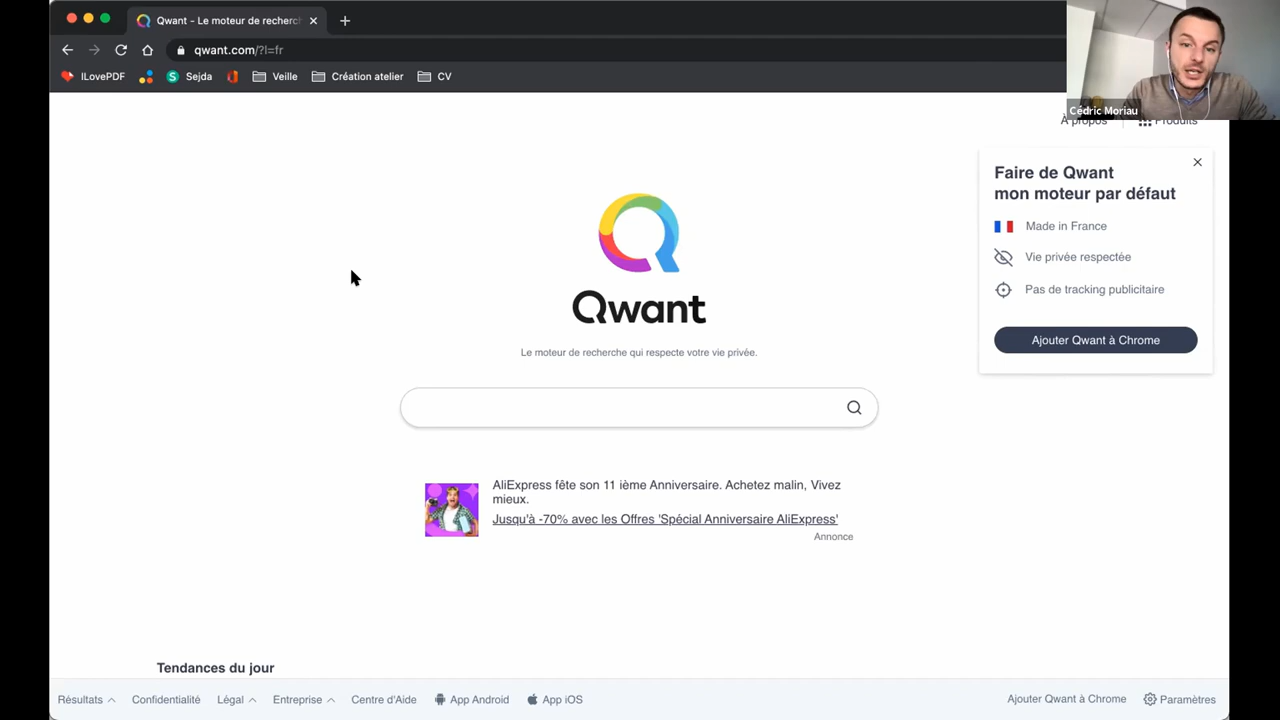 Qwant - Le moteur de recherc
qwant.com/?l=fr
ILovePDF
Sejda
Veille
Création atelier
CV
Cédric Moriau
À propos
Produits
Faire de Qwant
mon moteur par défaut
Made in France
Vie privée respectée
Pas de tracking publicitaire
Ajouter Qwant à Chrome
Qwant
Le moteur de recherche qui respecte votre vie privée.
AliExpress fête son 11 ième Anniversaire. Achetez malin, Vivez
mieux.
Jusqu'à -70% avec les Offres 'Spécial Anniversaire AliExpress'
Annonce
Tendances du jour
Résultats
Confidentialité
Légal
Entreprise
Centre d'Aide
App Android
App iOS
Ajouter Qwant à Chrome
Paramètres